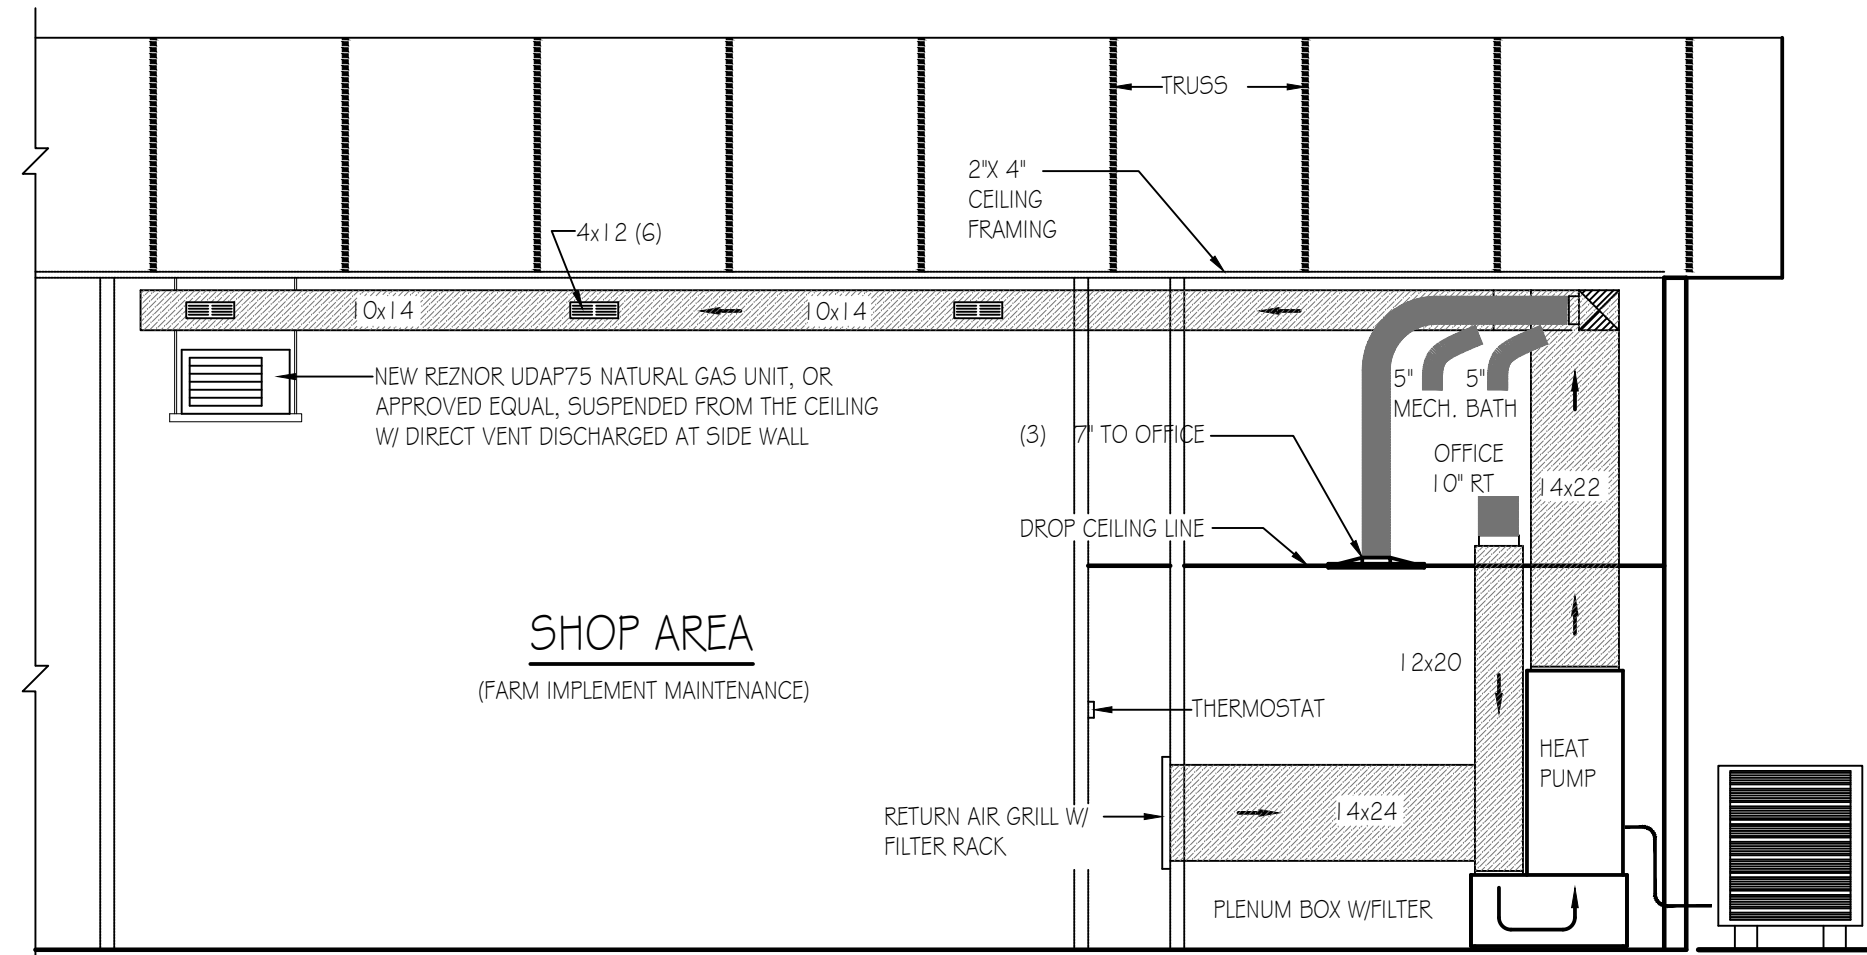 TRUSS
2"X 4"
CEILING
FRAMING
4x12 (6)
10x14
10x14
NEW REZNOR UDAP75 NATURAL GAS UNIT, OR
APPROVED EQUAL, SUSPENDED FROM THE CEILING
W/ DIRECT VENT DISCHARGED AT SIDE WALL
5" 5"
MECH. BATH
(3) 7" TO OFFICE
OFFICE
10" RT
14x22
DROP CEILING LINE
SHOP AREA
(FARM IMPLEMENT MAINTENANCE)
12x20
THERMOSTAT
HEAT
PUMP
RETURN AIR GRILL W/
FILTER RACK
14x24
PLENUM BOX W/FILTER